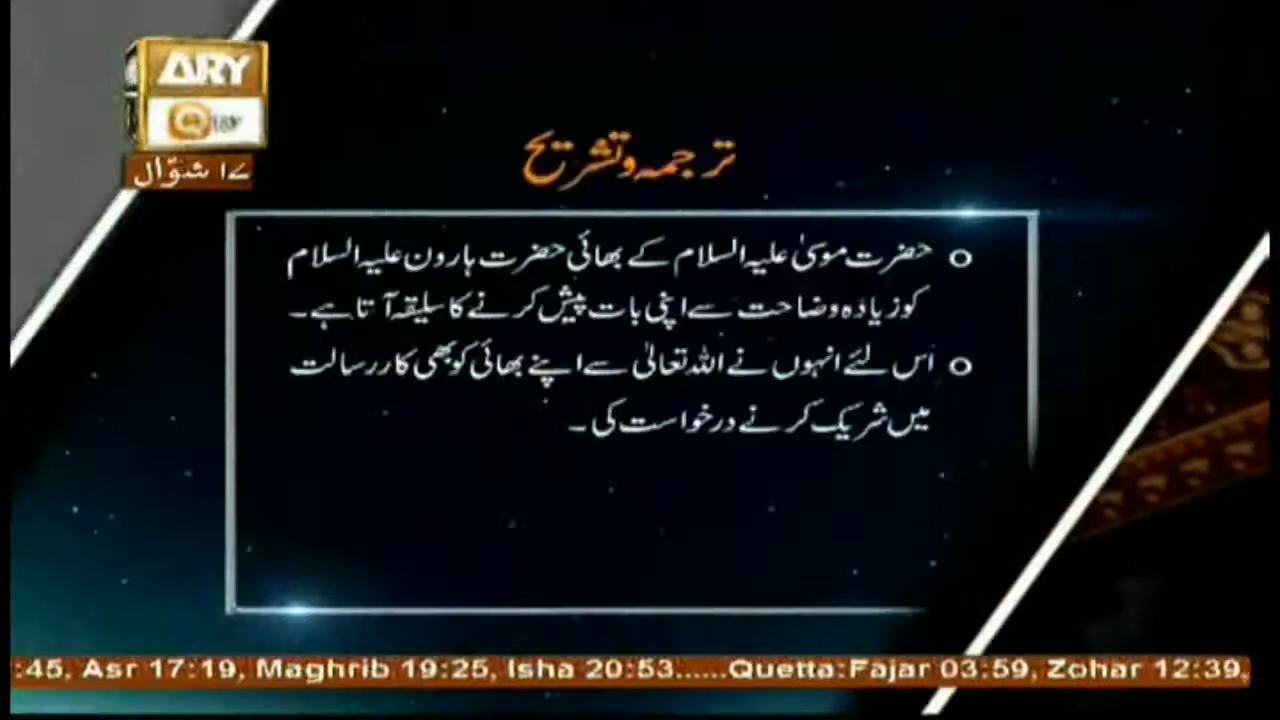 ARY
Qtv
۱۷ شوّال
ترجمہ و تشریح
حضرت موسیٰ علیہ السلام کے بھائی حضرت ہارون علیہ السلام
کو زیادہ وضاحت سے اپنی بات پیش کرنے کا سلیقہ آتا ہے۔
اس لئے انہوں نے اللہ تعالیٰ سے اپنے بھائی کو بھی کار رسالت
میں شریک کرنے درخواست کی۔
:45, Asr 17:19, Maghrib 19:25, Isha 20:53......Quetta:Fajar 03:59, Zohar 12:39,